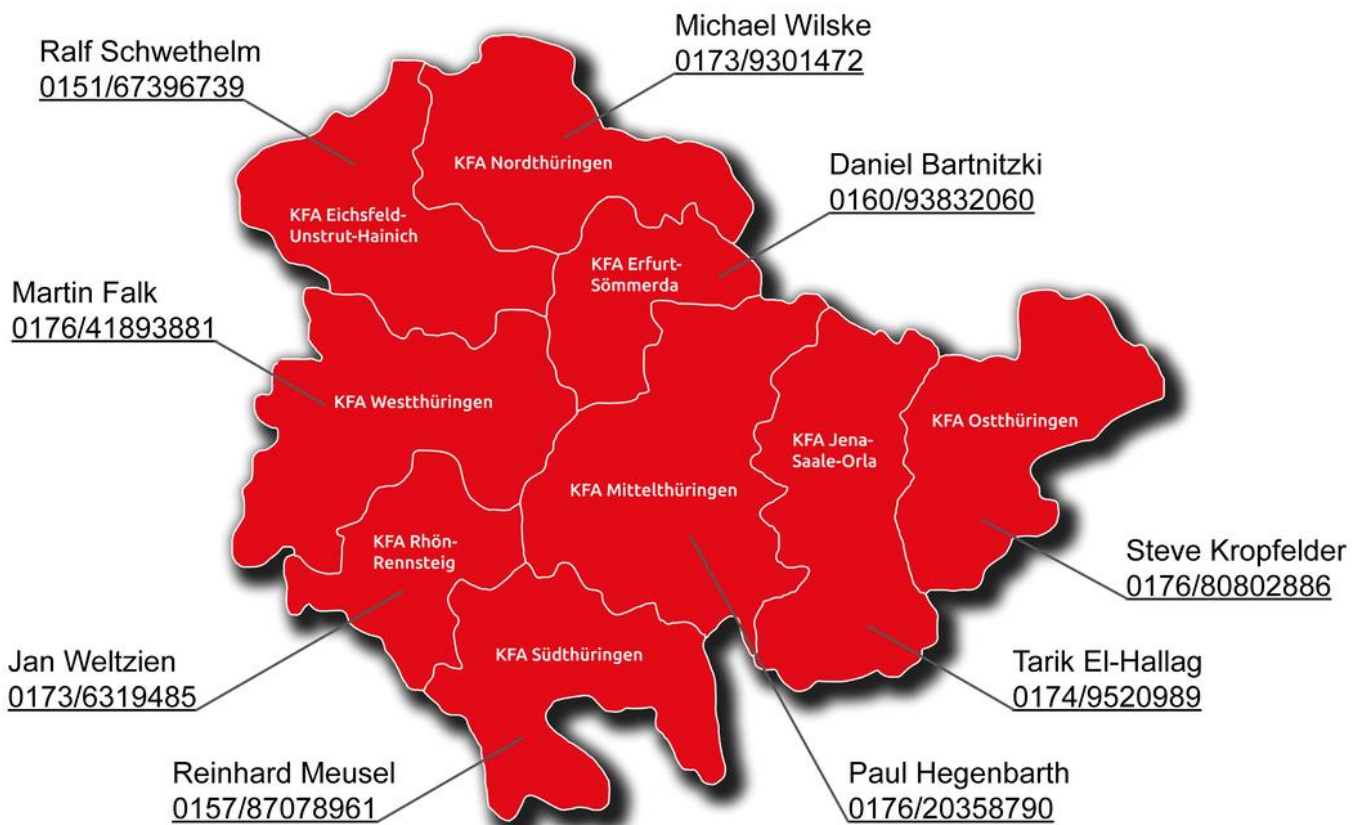 Michael Wilske
0173/9301472
Ralf Schwethelm
0151/67396739
KFA Nordthüringen
Daniel Bartnitzki
0160/93832060
KFA Eichsfeld-
Unstrut-Hainich
KFA Erfurt-
Sömmerda
Martin Falk
0176/41893881
KFA Westthüringen
KFA Ostthüringen
KFA Jena-
Saale-Orla
KFA Mittelthüringen
KFA Rhön-
Rennsteig
Steve Kropfelder
0176/80802886
KFA Südthüringen
Jan Weltzien
0173/6319485
Tarik El-Hallag
0174/9520989
Reinhard Meusel
0157/87078961
Paul Hegenbarth
0176/20358790